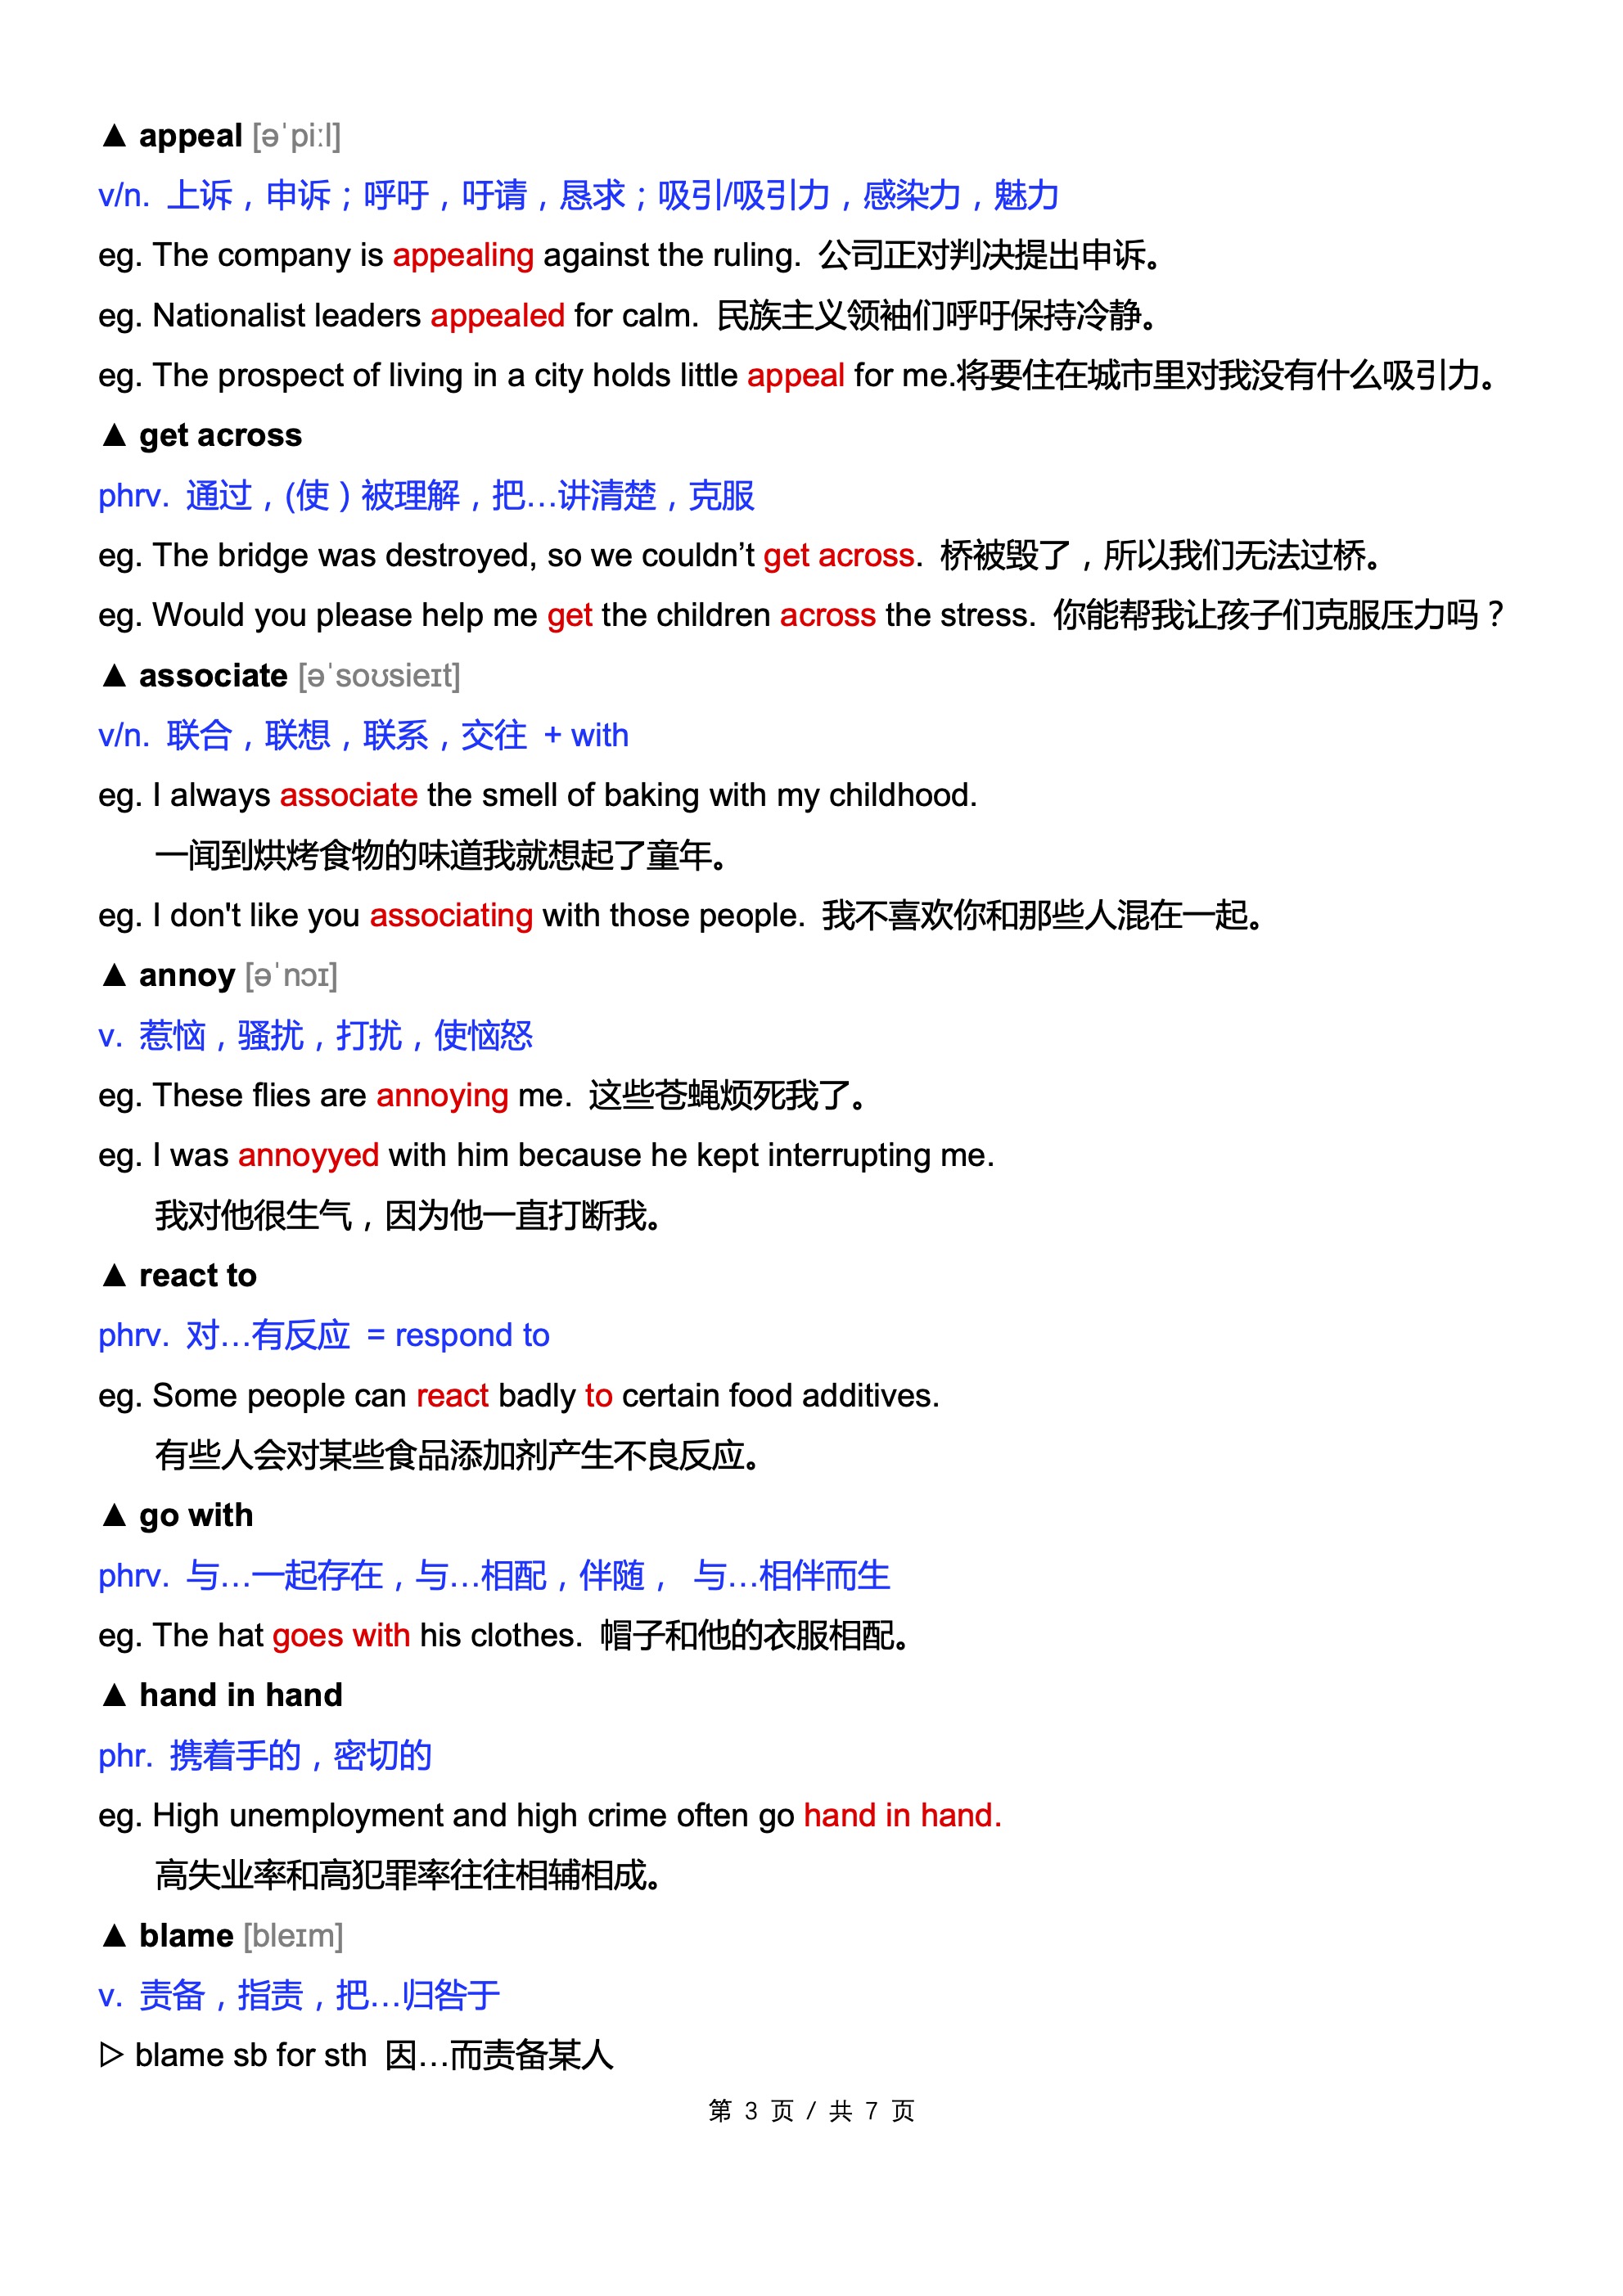 ▲ appeal [əˈpiːl]
v/n. 上诉，申诉；呼吁，吁请，恳求；吸引/吸引力，感染力，魅力
eg. The company is appealing against the ruling. 公司正对判决提出申诉。
eg. Nationalist leaders appealed for calm. 民族主义领袖们呼吁保持冷静。
eg. The prospect of living in a city holds little appeal for me.将要住在城市里对我没有什么吸引力。
▲ get across
phrv. 通过，(使）被理解，把…讲清楚，克服
eg. The bridge was destroyed, so we couldn’t get across. 桥被毁了，所以我们无法过桥。
eg. Would you please help me get the children across the stress. 你能帮我让孩子们克服压力吗？
▲ associate [əˈsoʊsieɪt]
v/n. 联合，联想，联系，交往 + with
eg. I always associate the smell of baking with my childhood.
一闻到烘烤食物的味道我就想起了童年。
eg. I don't like you associating with those people. 我不喜欢你和那些人混在一起。
▲ annoy [əˈnɔɪ]
v. 惹恼，骚扰，打扰，使恼怒
eg. These flies are annoying me. 这些苍蝇烦死我了。
eg. I was annoyyed with him because he kept interrupting me.
我对他很生气，因为他一直打断我。
▲ react to
phrv. 对…有反应 = respond to
eg. Some people can react badly to certain food additives.
有些人会对某些食品添加剂产生不良反应。
▲ go with
phrv. 与…一起存在，与…相配，伴随， 与…相伴而生
eg. The hat goes with his clothes. 帽子和他的衣服相配。
▲ hand in hand
phr. 携着手的，密切的
eg. High unemployment and high crime often go hand in hand.
高失业率和高犯罪率往往相辅相成。
▲ blame [bleɪm]
v. 责备，指责，把…归咎于
▷ blame sb for sth 因…而责备某人
第 3 页 / 共 7 页